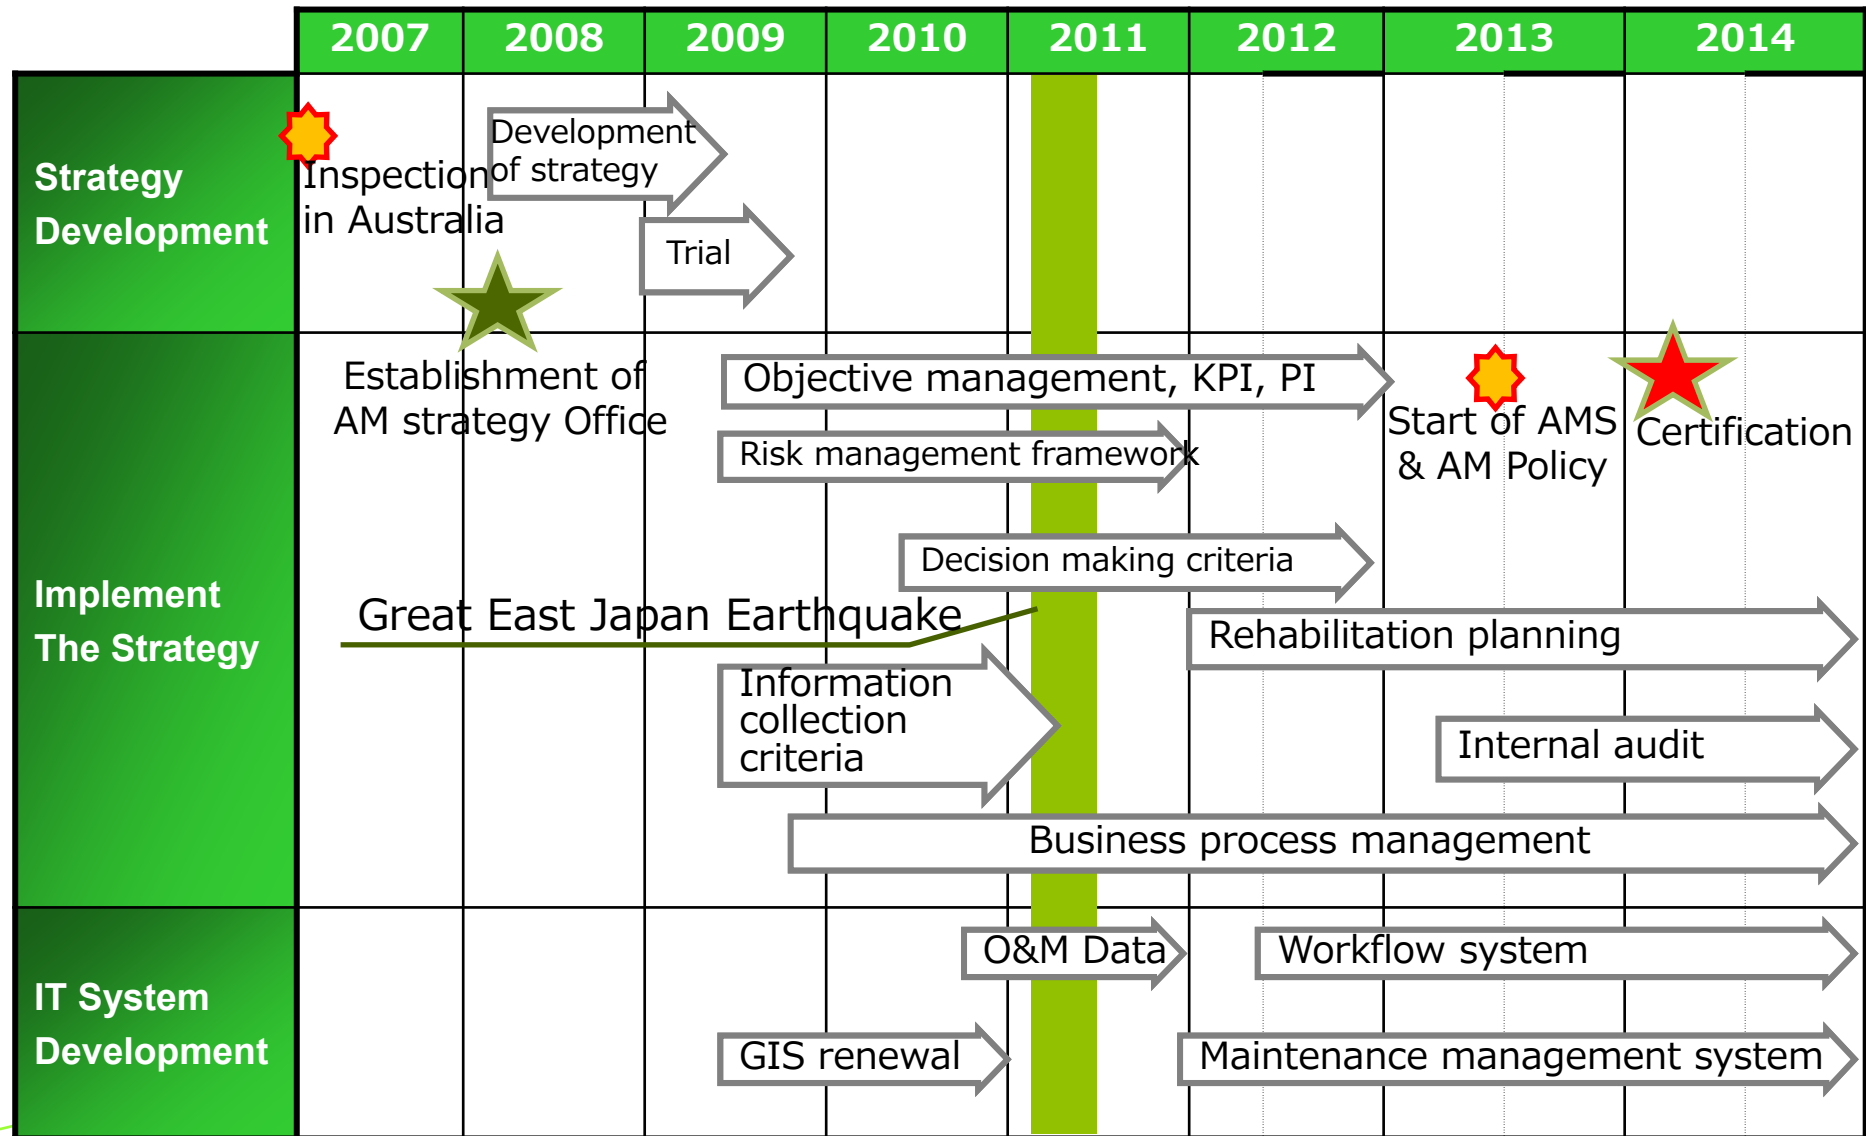 2007 2008 2009 2010 2011 2012 2013 2014
Strategy
Development
Inspection
in Australia
Development
of strategy
Trial
Implement
The Strategy
Establishment of
AM strategy Office
Objective management, KPI, PI
Risk management framework
Start of AMS
& AM Policy
Certification
Decision making criteria
Great East Japan Earthquake
Rehabilitation planning
Information
collection
criteria
Internal audit
Business process management
IT System
Development
O&M Data
Workflow system
GIS renewal
Maintenance management system